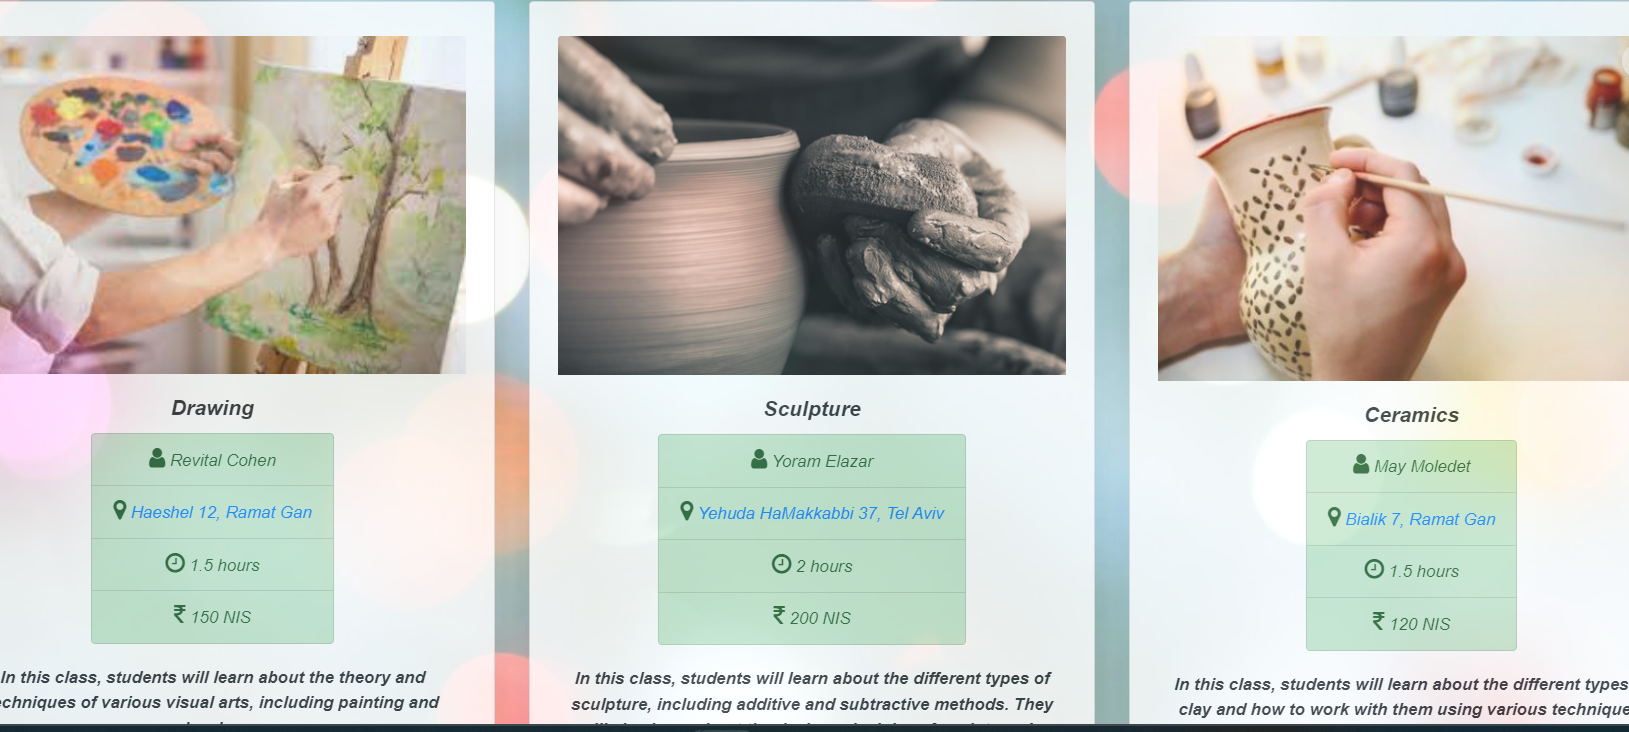 Drawing
Revital Cohen
Haeshel 12, Ramat Gan
1.5 hours
₹ 150 NIS
In this class, students will learn about the theory and
techniques of various visual arts, including painting and
Sculpture
Yoram Elazar
Yehuda HaMakkabbi 37, Tel Aviv
2 hours
₹ 200 NIS
In this class, students will learn about the different types of
sculpture, including additive and subtractive methods. They
Ceramics
May Moledet
Bialik 7, Ramat Gan
1.5 hours
₹ 120 NIS
In this class, students will learn about the different types
clay and how to work with them using various technique